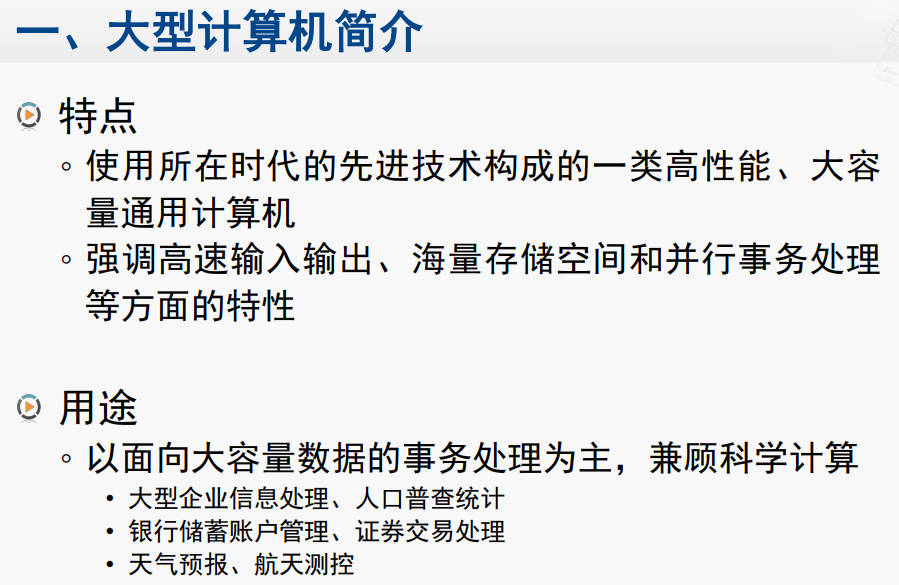 一、大型计算机简介
特点
◦ 使用所在时代的先进技术构成的一类高性能、大容
量通用计算机
◦ 强调高速输入输出、海量存储空间和并行事务处理
等方面的特性
用途
◦ 以面向大容量数据的事务处理为主，兼顾科学计算
• 大型企业信息处理、人口普查统计
• 银行储蓄账户管理、证券交易处理
• 天气预报、航天测控